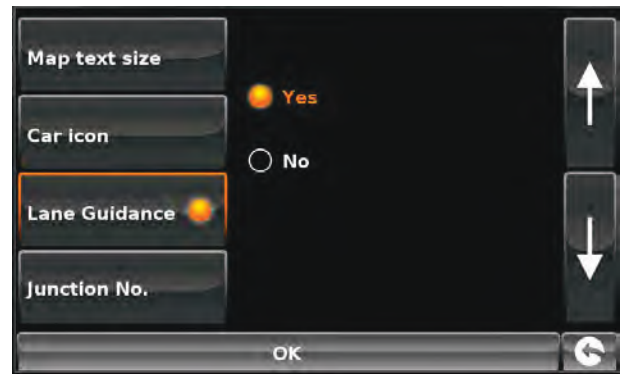 Map text size
Yes
Car icon
No
Lane Guidance
Junction No.
OK